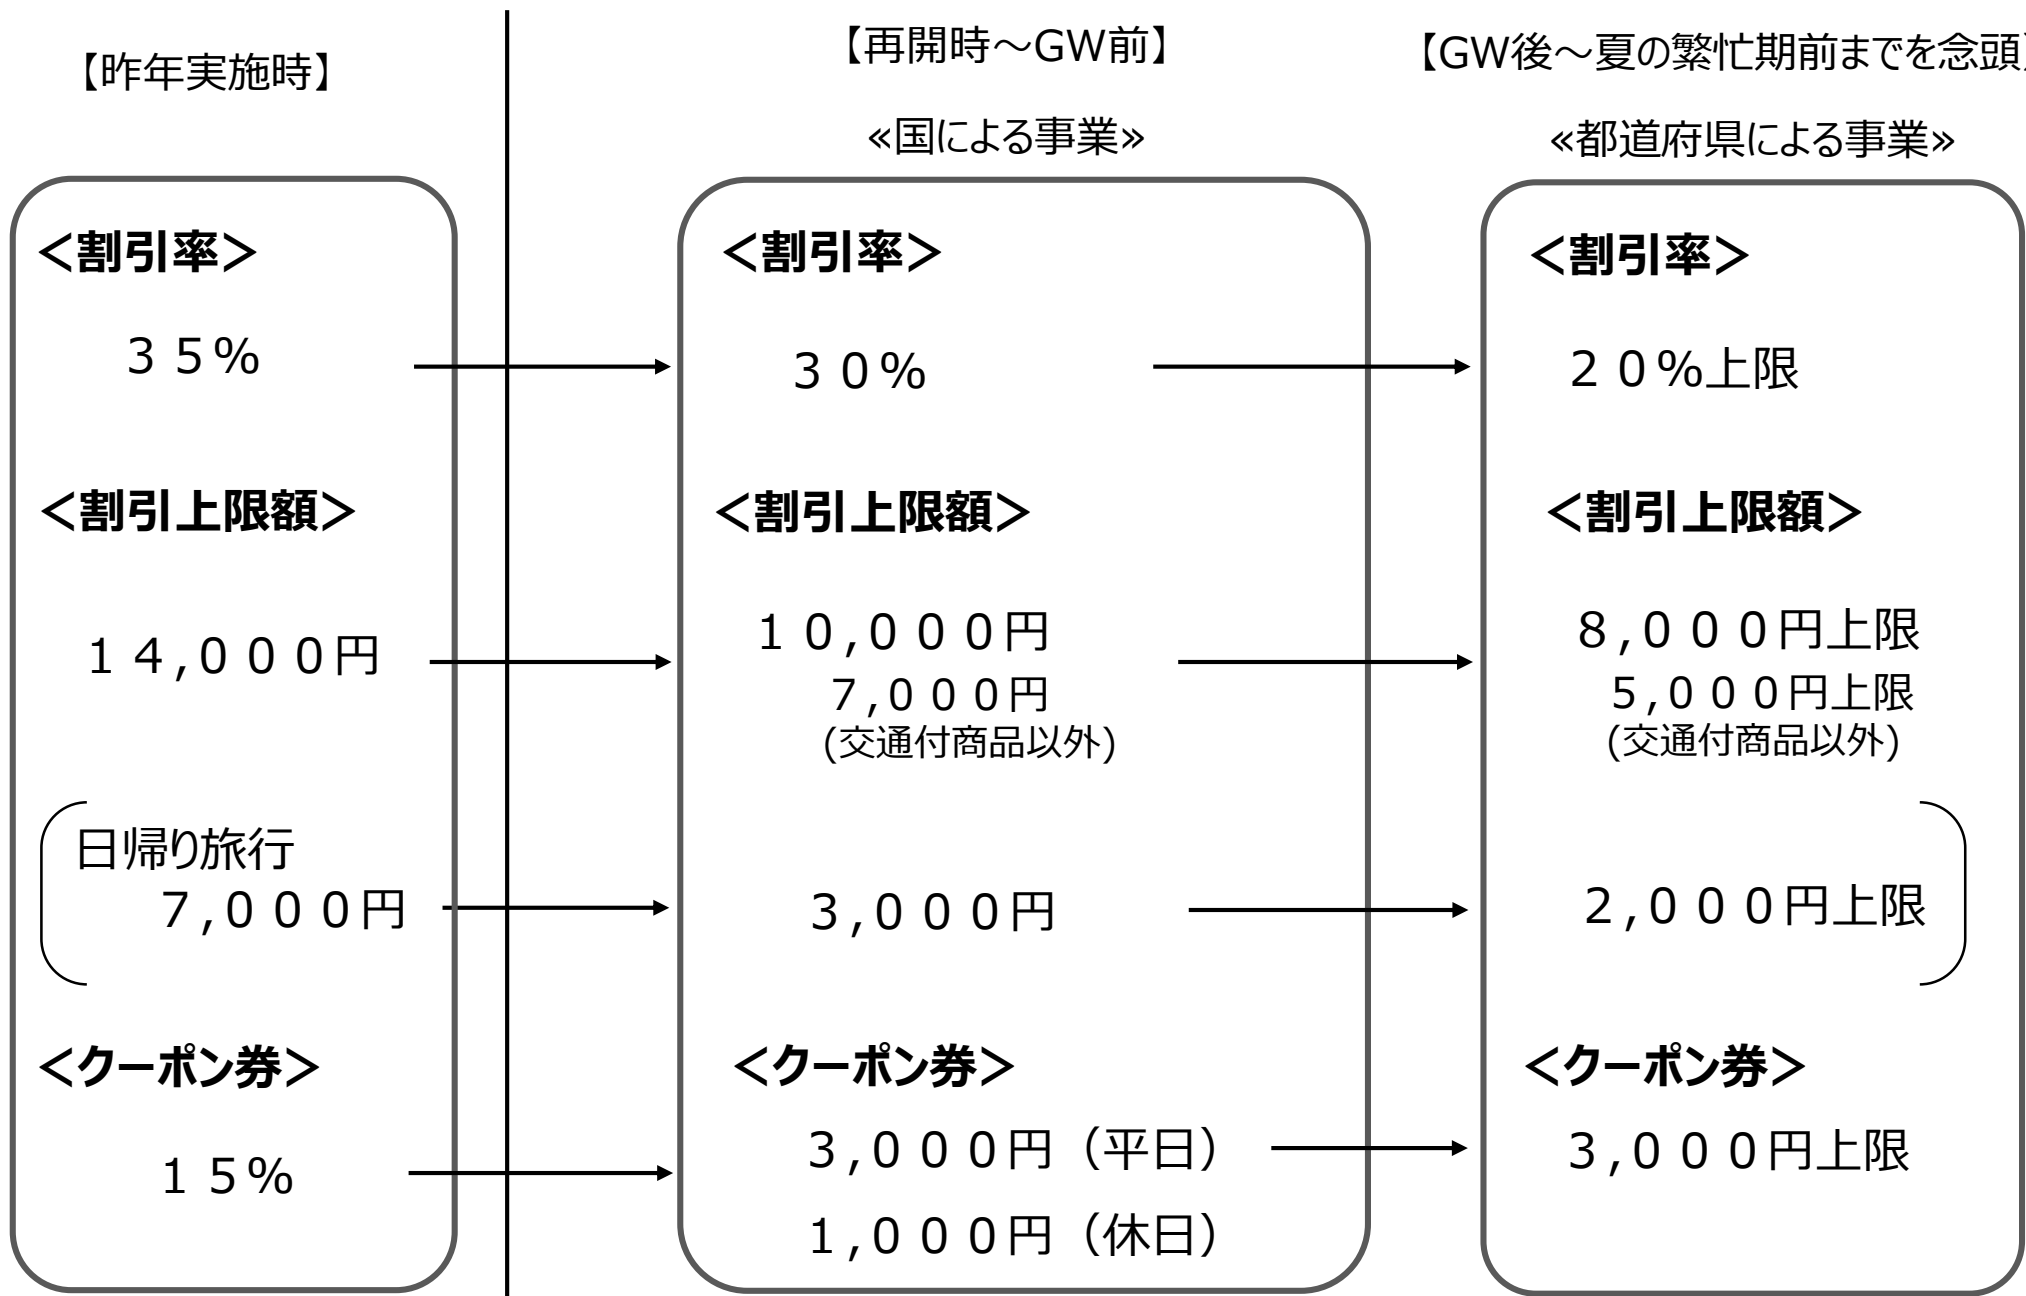 【昨年実施時】
<割引率>
３５%
<割引上限額>
１４,０００円
日帰り旅行
７,０００円
<クーポン券>
１５%
【再開時～GW前】
≪国による事業≫
<割引率>
３０%
<割引上限額>
１０,０００円
７,０００円
(交通付商品以外)
３,０００円
<クーポン券>
３,０００円（平日）
１,０００円（休日）
【GW後～夏の繁忙期前までを念頭】
≪都道府県による事業≫
<割引率>
２０%上限
<割引上限額>
８,０００円上限
５,０００円上限
(交通付商品以外)
２,０００円上限
<クーポン券>
３,０００円上限